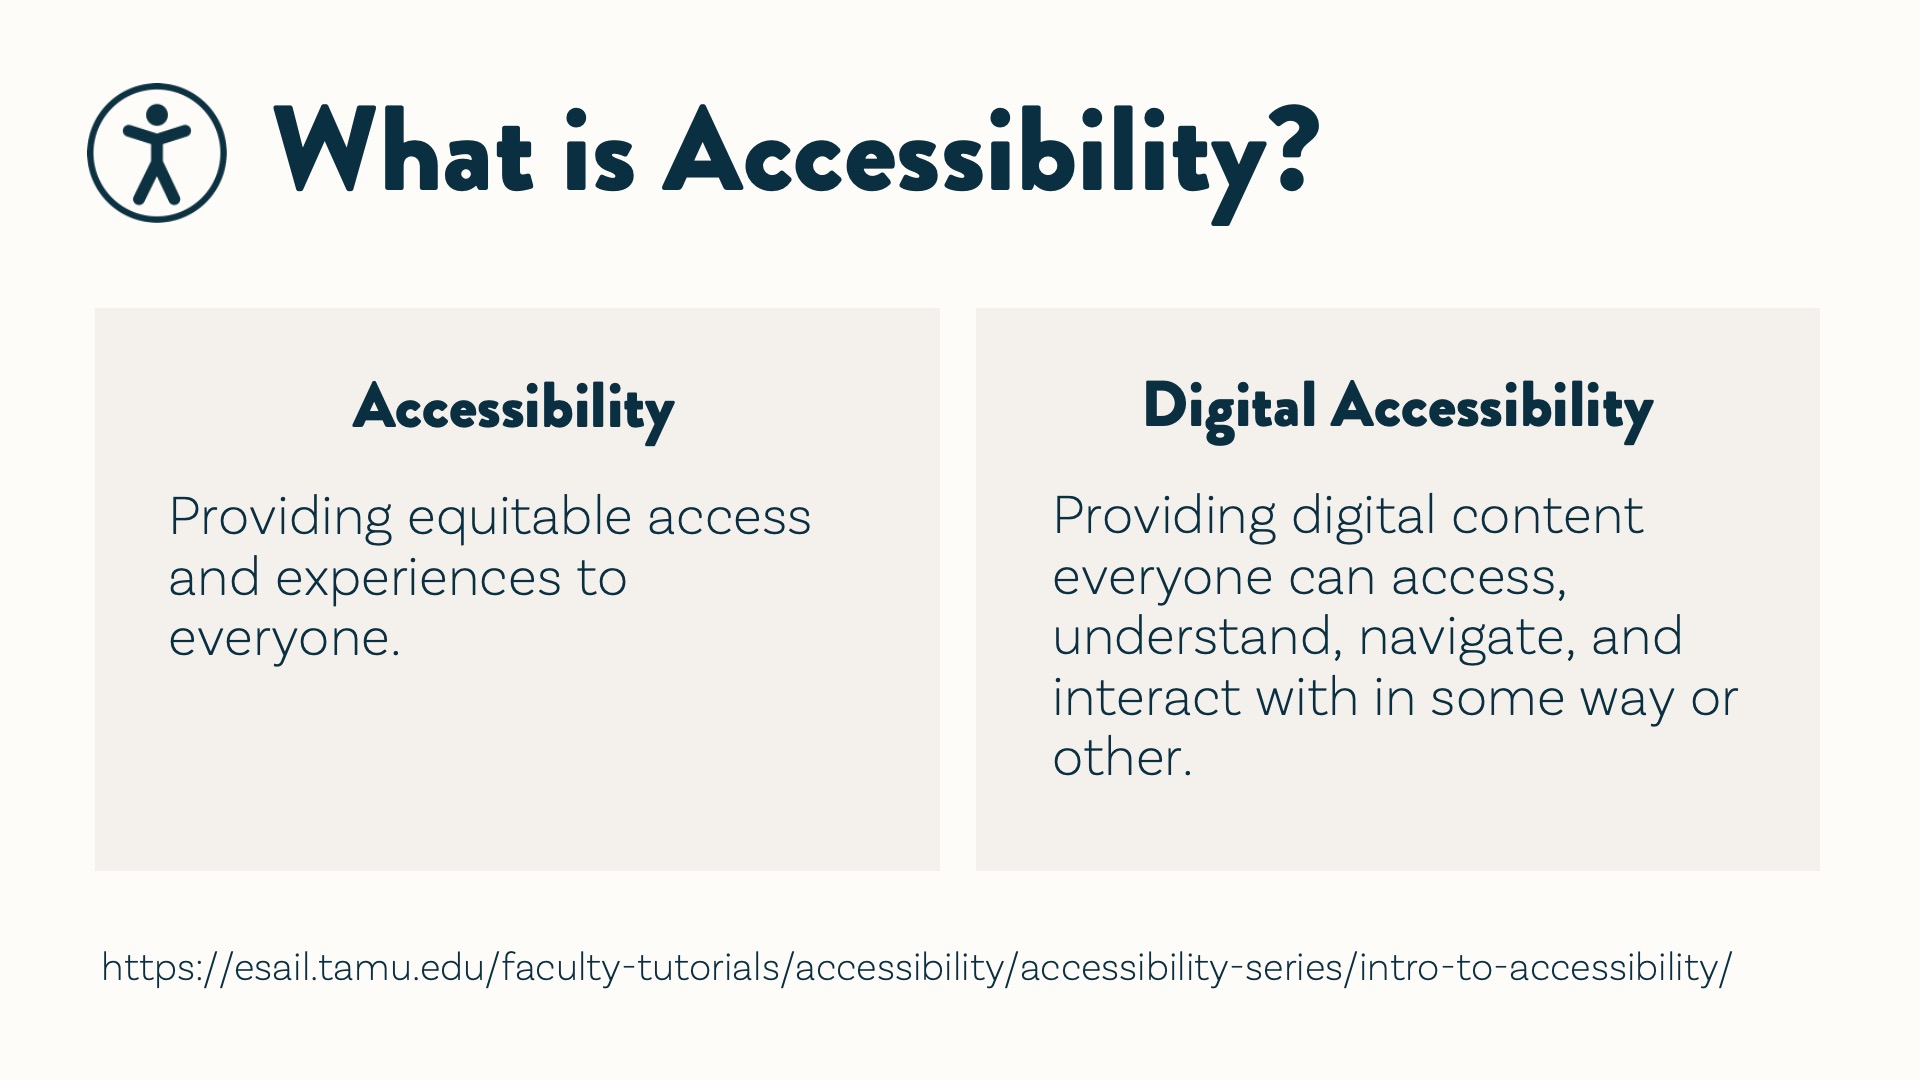 What is Accessibility?
Accessibility
Providing equitable access
and experiences to
everyone.
Digital Accessibility
Providing digital content
everyone can access,
understand, navigate, and
interact with in some way or
other.
https://esail.tamu.edu/faculty-tutorials/accessibility/accessibility-series/intro-to-accessibility/